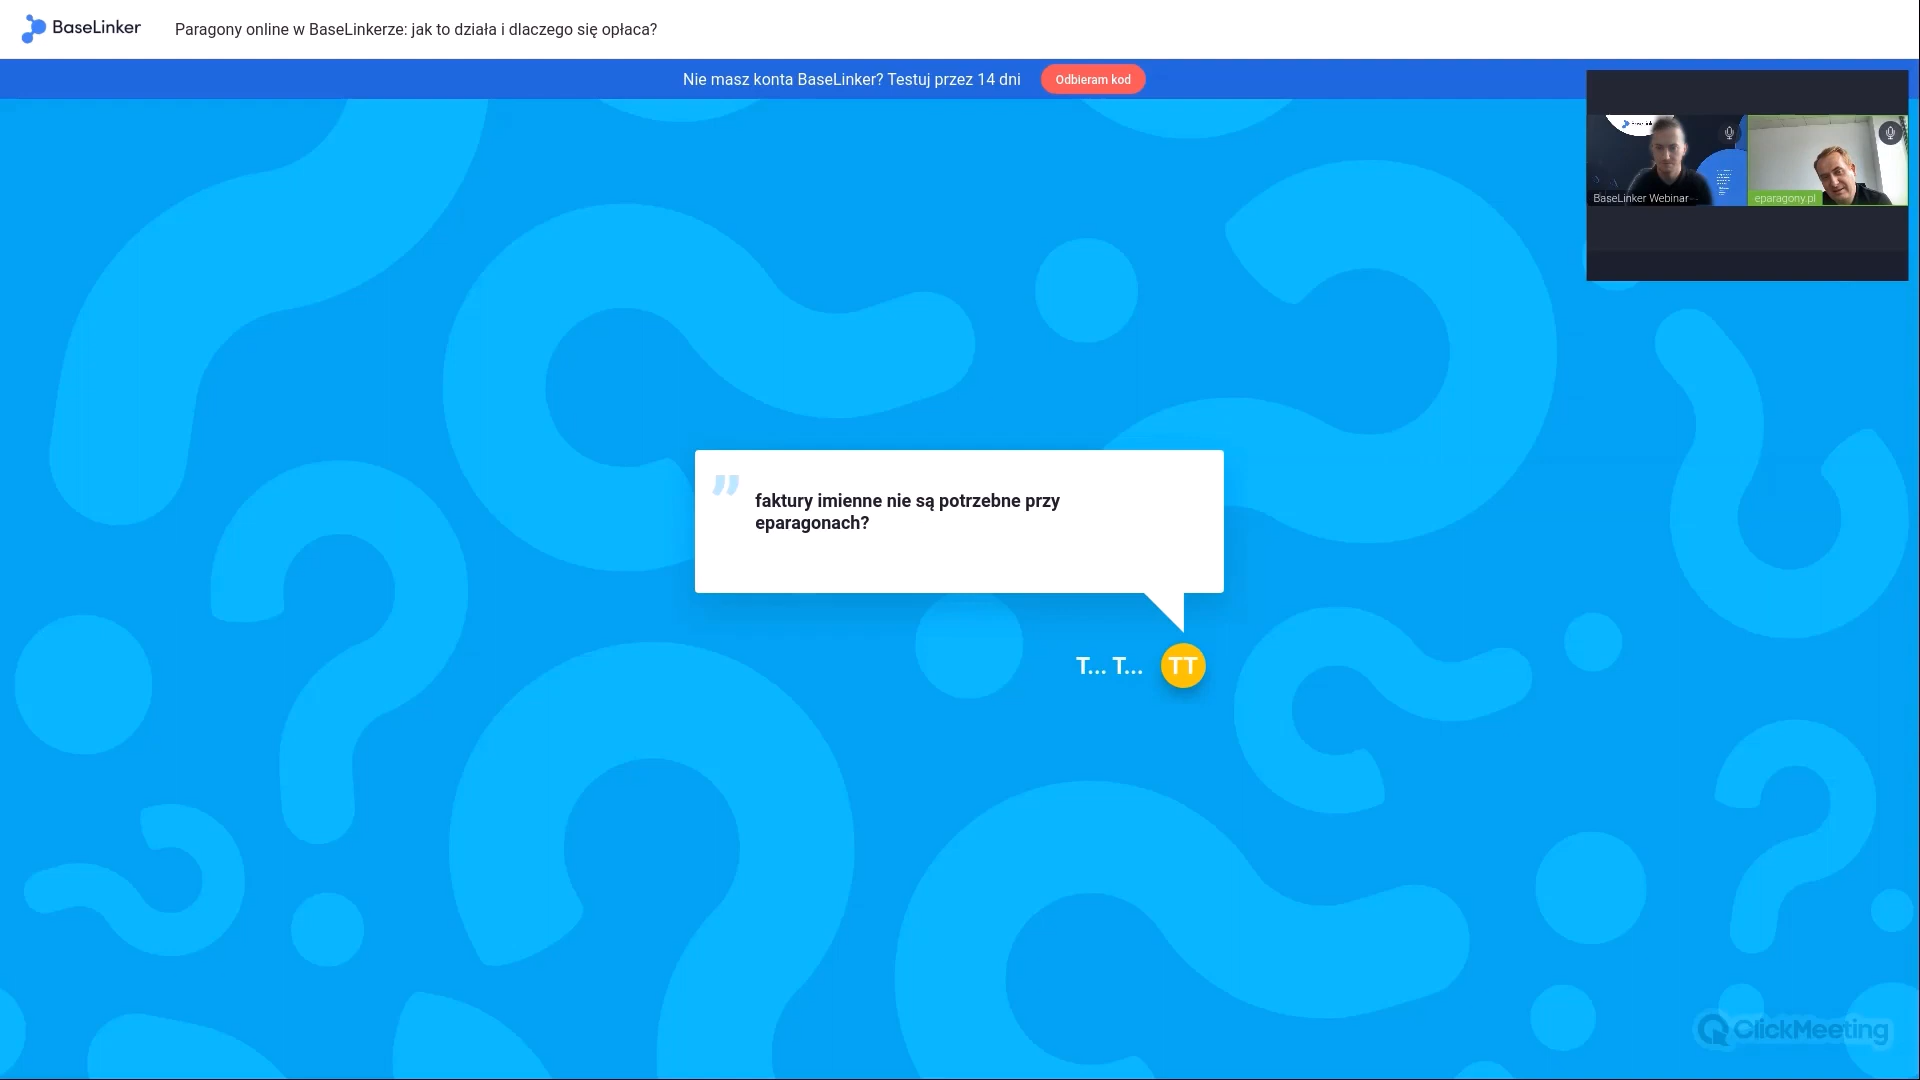 BaseLinker
Paragony online w BaseLinkerze: jak to działa i dlaczego się opłaca?
Nie masz konta BaseLinker? Testuj przez 14 dni
Odbieram kod
BaseLinker Webinar
eparagony.pl
faktury imienne nie są potrzebne przy
eparagonach?
T... T...
TT
ClickMeeting